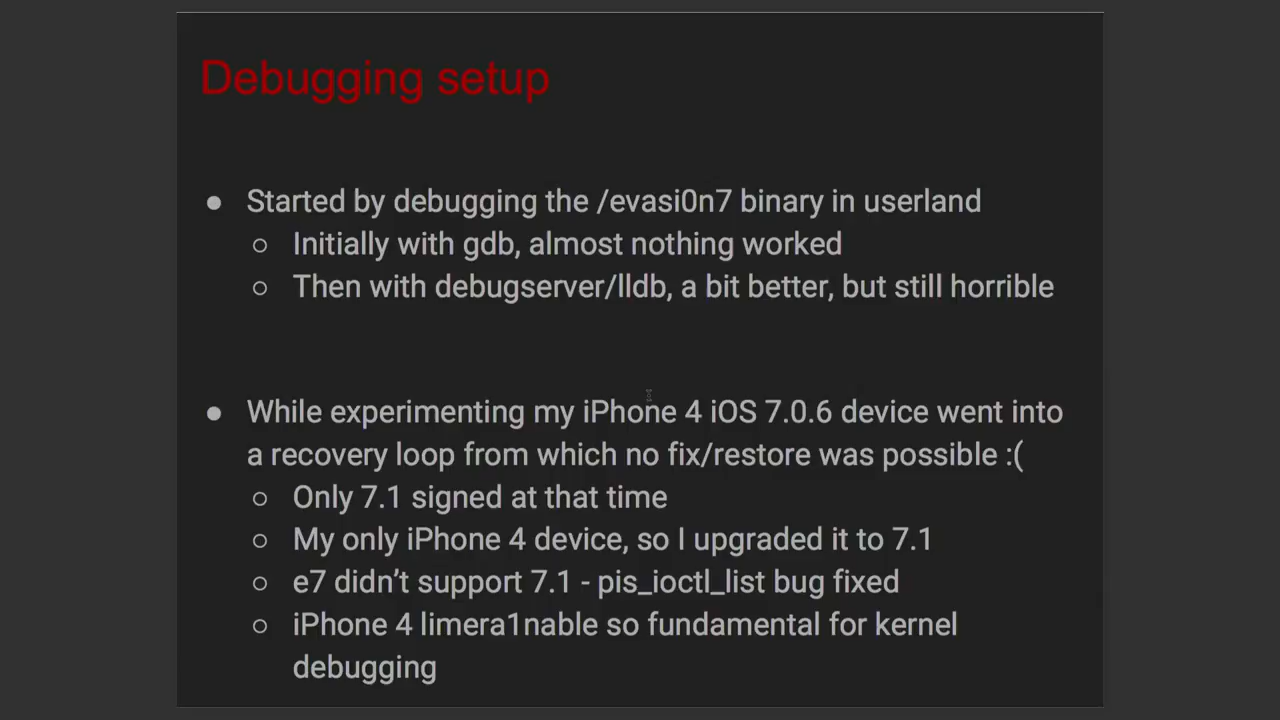 Debugging setup
● Started by debugging the /evasi0n7 binary in userland
○ Initially with gdb, almost nothing worked
○ Then with debugserver/lldb, a bit better, but still horrible
● While experimenting my iPhone 4 iOS 7.0.6 device went into
a recovery loop from which no fix/restore was possible :(
○ Only 7.1 signed at that time
○ My only iPhone 4 device, so I upgraded it to 7.1
○ e7 didn’t support 7.1 - pis_ioctl_list bug fixed
○ iPhone 4 limera1nable so fundamental for kernel
debugging